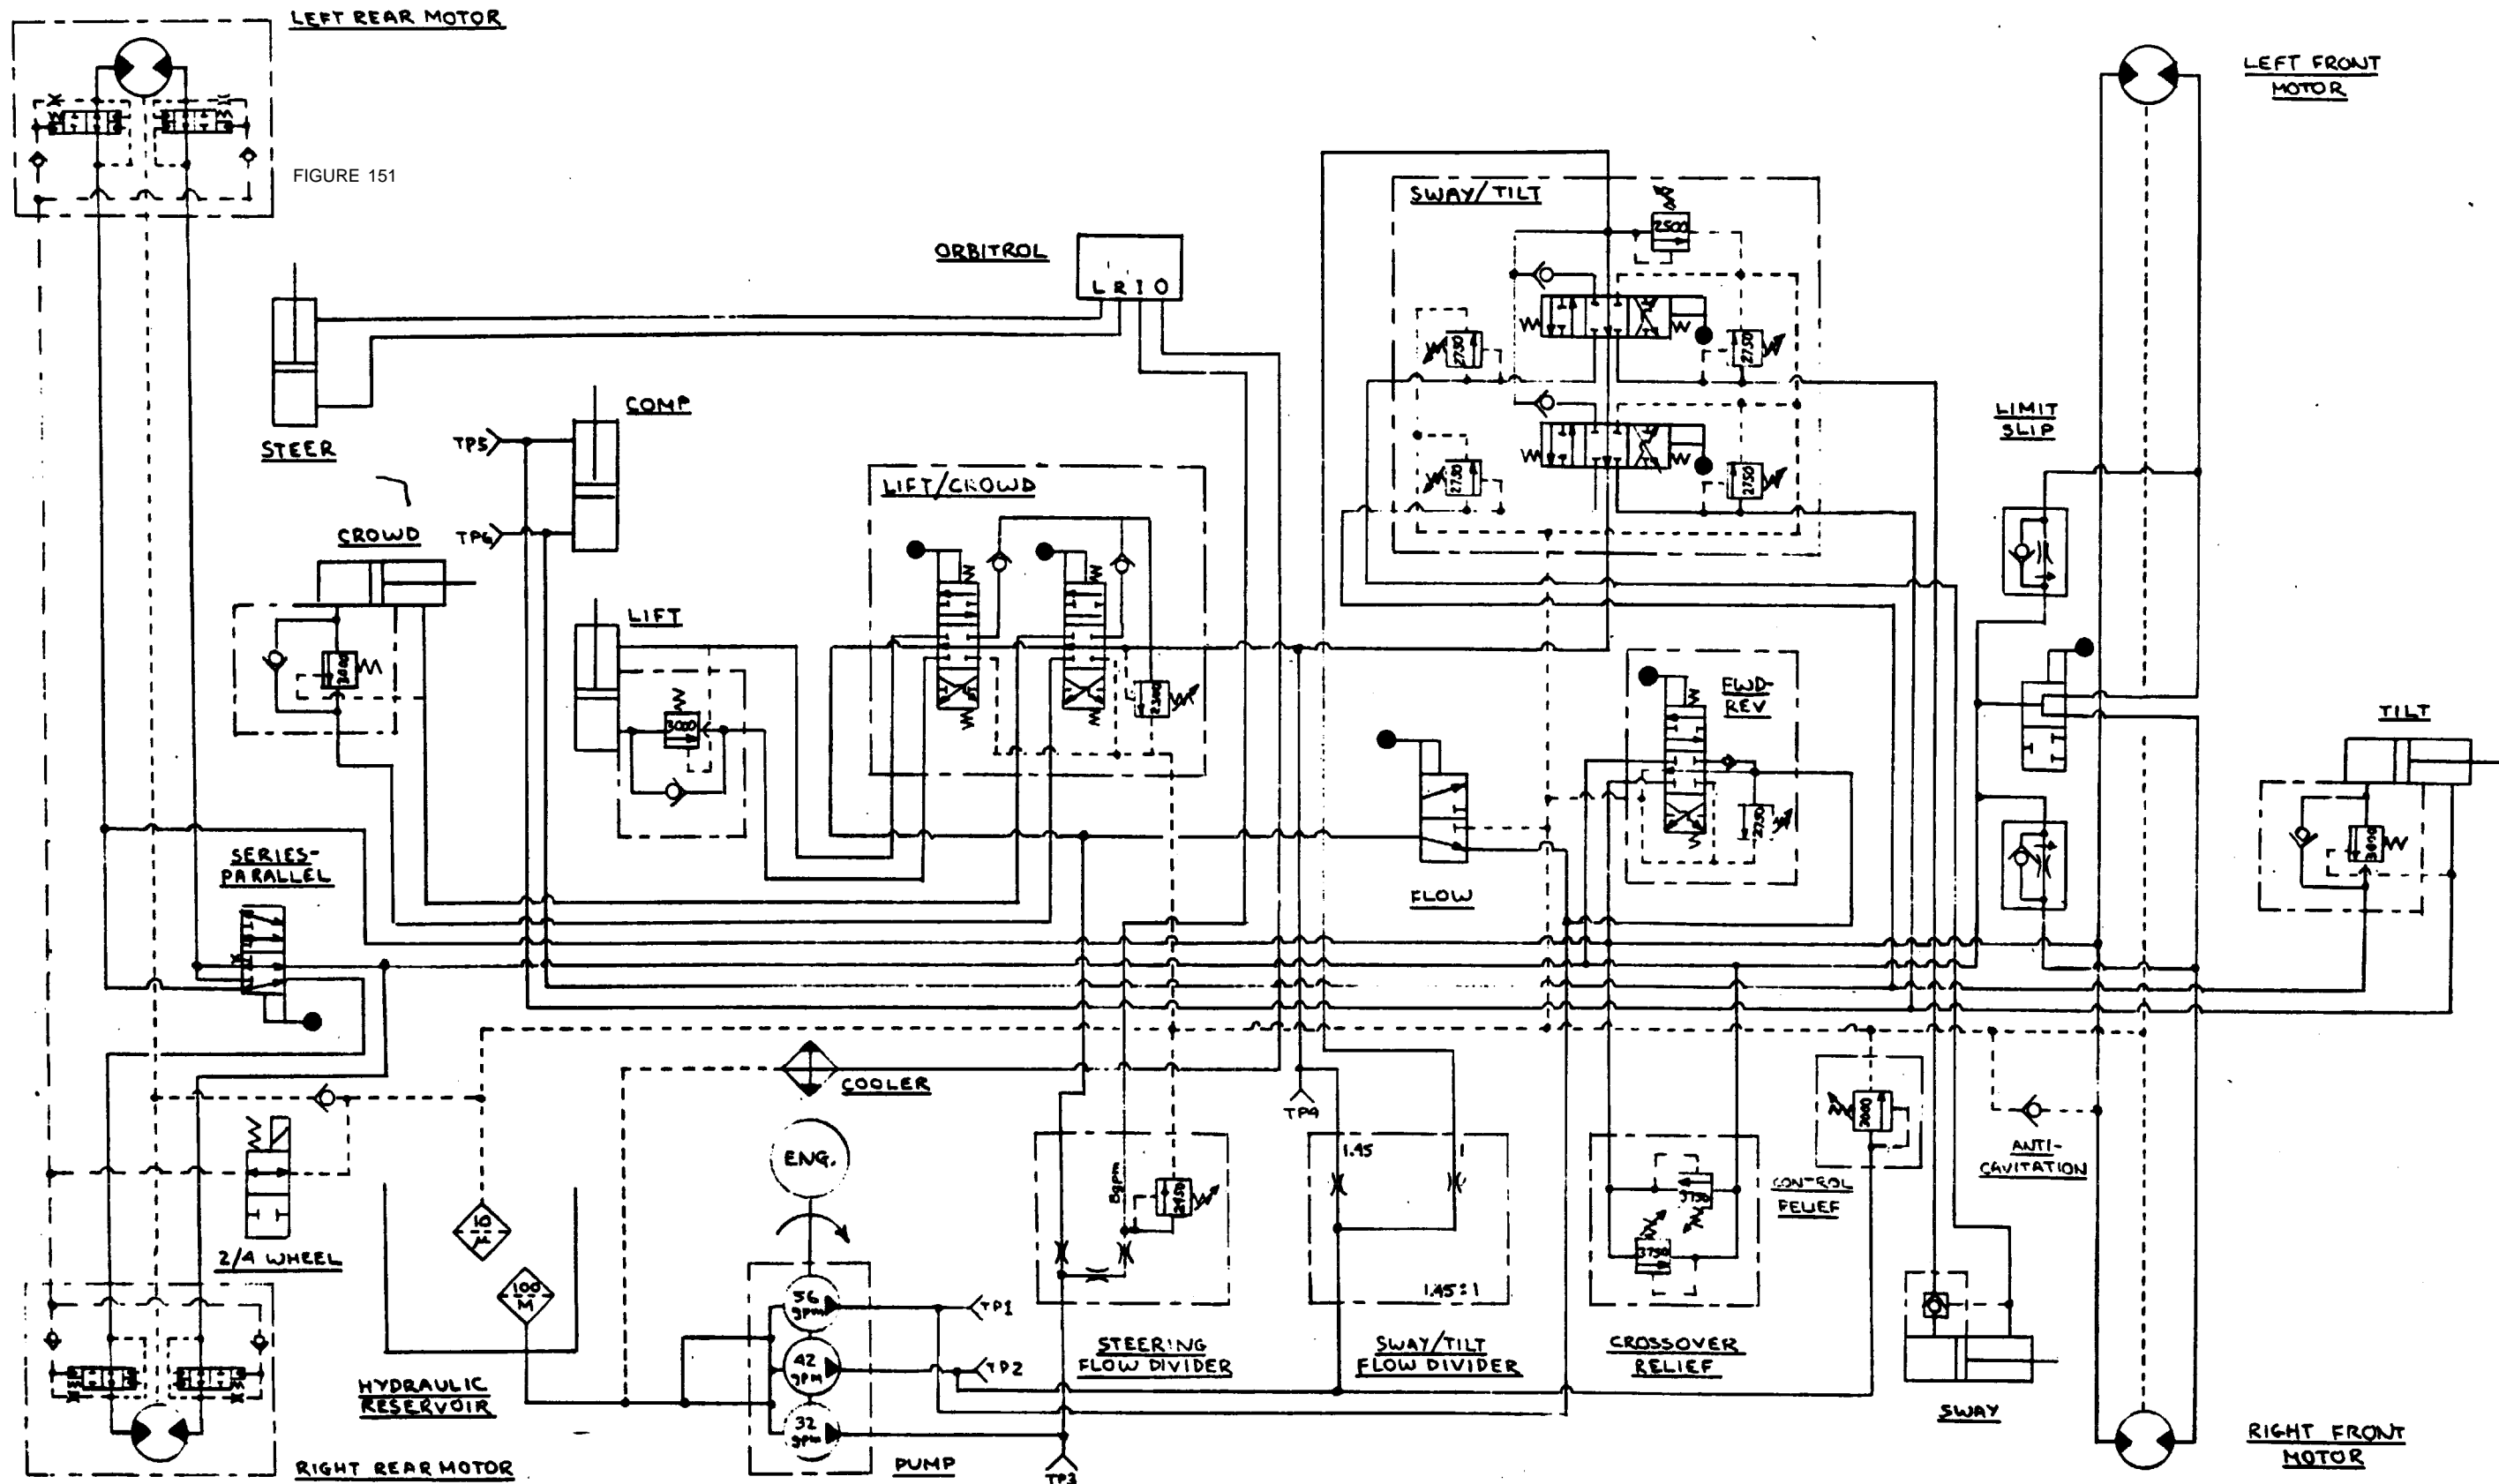 LEFT REAR MOTOR
LEFT FRONT
MOTOR
FIGURE 151
SWAY/TILT
2500
ORBITROL
L R I O
2750
2750
COMP
TP5
STEER
LIMIT
SLIP
LIFT/CROWD
2750
2750
CROWD
TP6
LIFT
3000
FWD-
REV
TILT
3000
2500
3000
2750
SERIES-
PARALLEL
FLOW
X
COOLER
TP4
2000
ENG.
1.45
1
ANTI-
CAVITATION
8gpm
2450
3750
CONTROL
RELIEF
10
μ
2/4 WHEEL
3750
100
M
1.45:1
56
gpm
TP1
STEERING
FLOW DIVIDER
SWAY/TILT
FLOW DIVIDER
CROSSOVER
RELIEF
42
gpm
TP2
HYDRAULIC
RESERVOIR
SWAY
32
gpm
RIGHT FRONT
MOTOR
RIGHT REAR MOTOR
PUMP
TP3